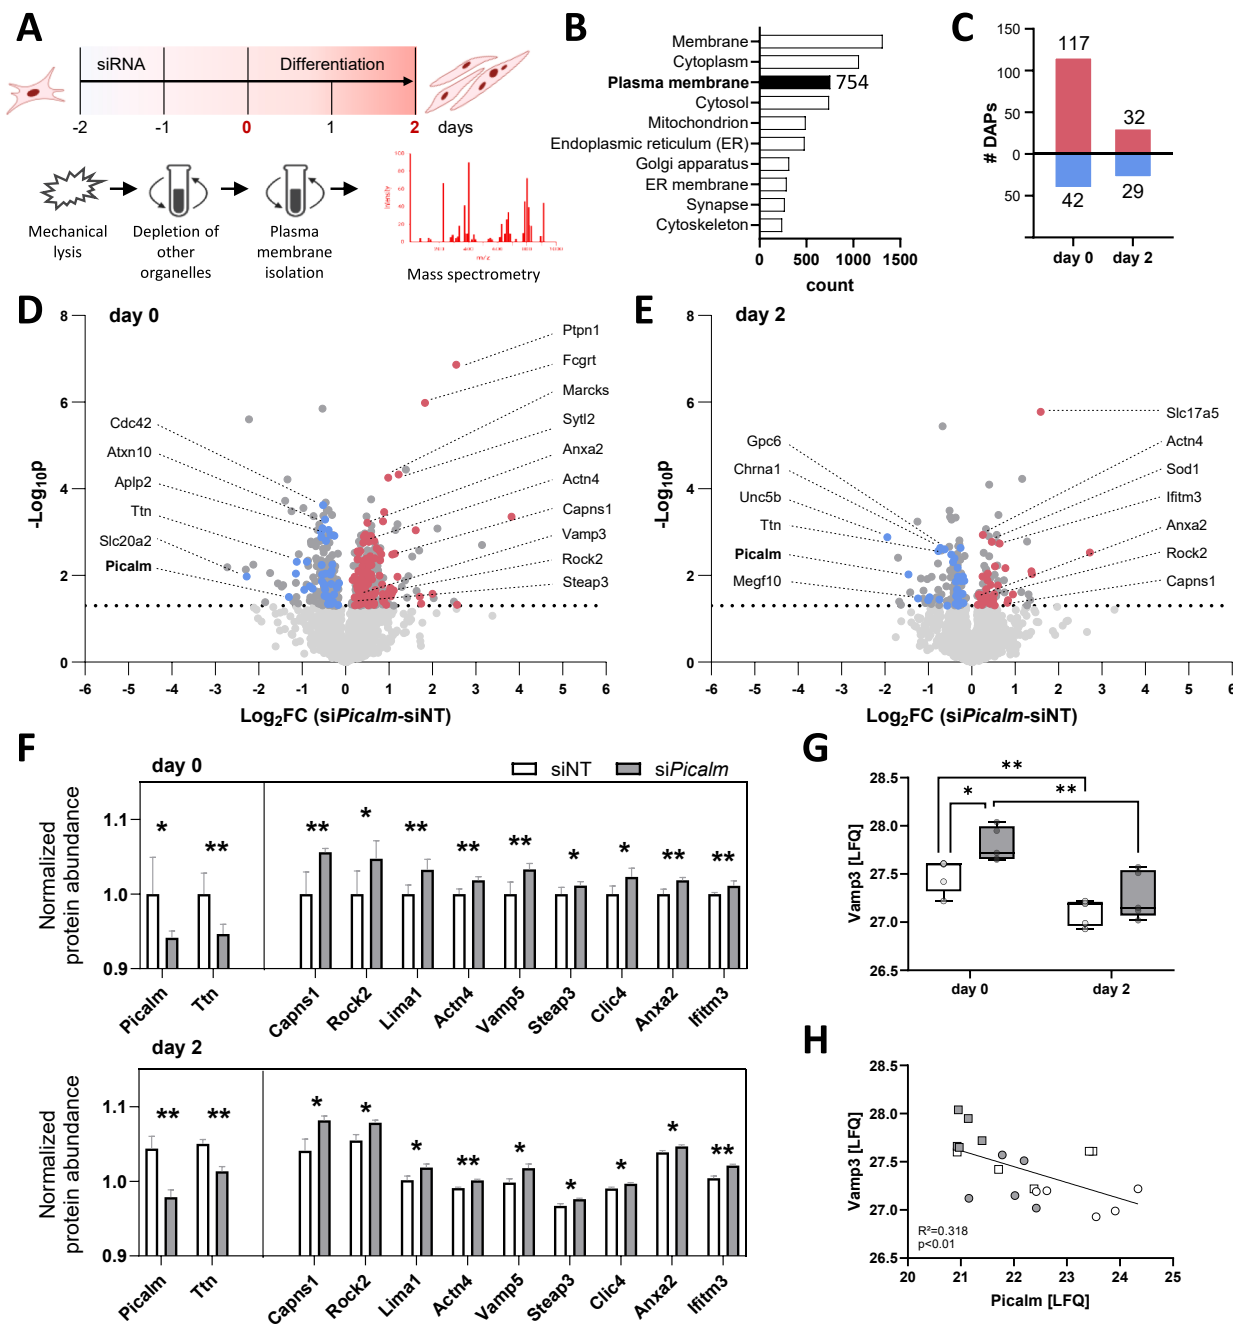 A
siRNA
Differentiation
-2
-1
0
1
2
days
Mechanical
lysis
Depletion of
other
organelles
Plasma
membrane
isolation
Intensity
100
80
60
40
20
0
400
600
800
1000
m/z
Mass spectrometry
B
Membrane
Cytoplasm
Plasma membrane
754
Cytosol
Mitochondrion
Endoplasmic reticulum (ER)
Golgi apparatus
ER membrane
Synapse
Cytoskeleton
0
500
1000
1500
count
C
# DAPs
150
100
50
0
50
117
32
42
29
day 0
day 2
D
day 0
-Log10p
8
6
4
2
0
Cdc42
Atxn10
Aplp2
Ttn
Slc20a2
Picalm
Ptpn1
Fcgrt
Marcks
Sytl2
Anxa2
Actn4
Capns1
Vamp3
Rock2
Steap3
-6 -5 -4 -3 -2 -1 0 1 2 3 4 5 6
Log2FC (siPicalm-siNT)
E
day 2
-Log10p
8
6
4
2
0
Gpc6
Chrna1
Unc5b
Ttn
Picalm
Megf10
Slc17a5
Actn4
Sod1
Ifitm3
Anxa2
Rock2
Capns1
-6 -5 -4 -3 -2 -1 0 1 2 3 4 5 6
Log2FC (siPicalm-siNT)
F
day 0
siNT
siPicalm
Normalized
protein abundance
1.1
1.0
0.9
* ** ** * ** ** ** * * ** **
Picalm
Ttn
Capns1
Rock2
Lima1
Actn4
Vamp5
Steap3
Clic4
Anxa2
Ifitm3
day 2
Normalized
protein abundance
1.1
1.0
0.9
** ** * * * ** * * * * **
Picalm
Ttn
Capns1
Rock2
Lima1
Actn4
Vamp5
Steap3
Clic4
Anxa2
Ifitm3
G
Vamp3 [LFQ]
28.5
28.0
27.5
27.0
26.5
**
*
**
day 0
day 2
H
Vamp3 [LFQ]
28.5
28.0
27.5
27.0
26.5
R²=0.318
p<0.01
20
21
22
23
24
25
Picalm [LFQ]